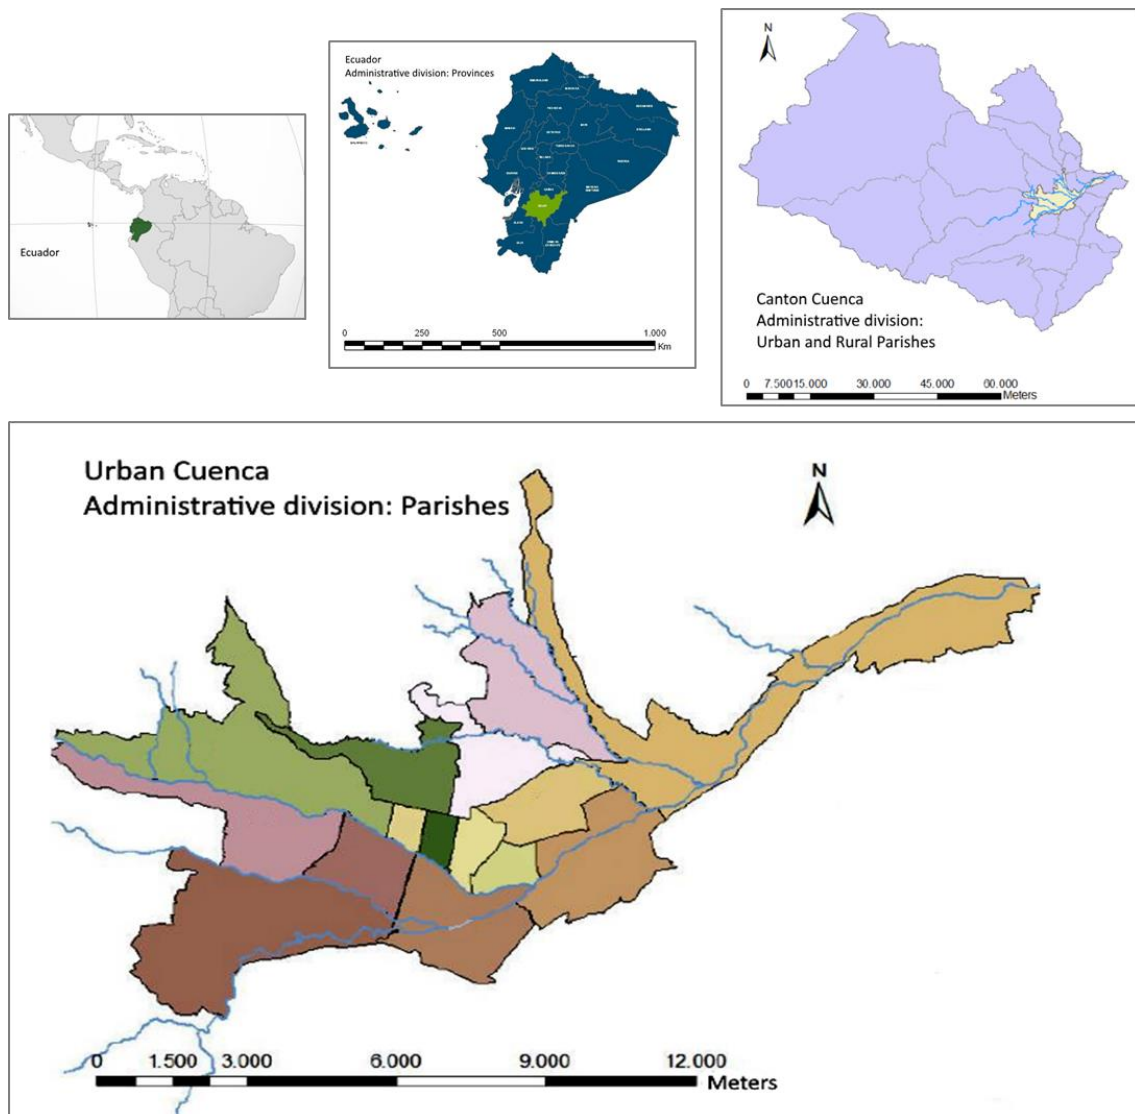 Ecuador
Ecuador
Administrative division: Provinces
0 250 500 1.000
Km
N
Canton Cuenca
Administrative division:
Urban and Rural Parishes
0 7.500 15.000 30.000 45.000 60.000
Meters
Urban Cuenca
Administrative division: Parishes
N
0 1.500 3.000 6.000 9.000 12.000
Meters